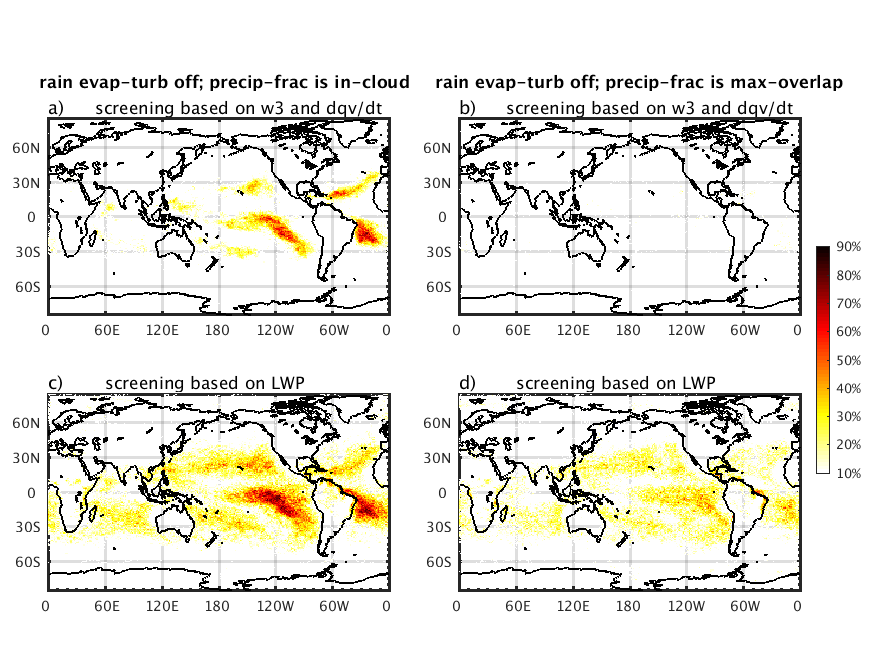 rain evap-turb off; precip-frac is in-cloud
rain evap-turb off; precip-frac is max-overlap
a) screening based on w3 and dqv/dt
b) screening based on w3 and dqv/dt
60N
30N
0
30S
60S
0 60E 120E 180 120W 60W 0
60N
30N
0
30S
60S
0 60E 120E 180 120W 60W 0
90%
80%
70%
60%
50%
40%
30%
20%
10%
c) screening based on LWP
d) screening based on LWP
60N
30N
0
30S
60S
0 60E 120E 180 120W 60W 0
60N
30N
0
30S
60S
0 60E 120E 180 120W 60W 0